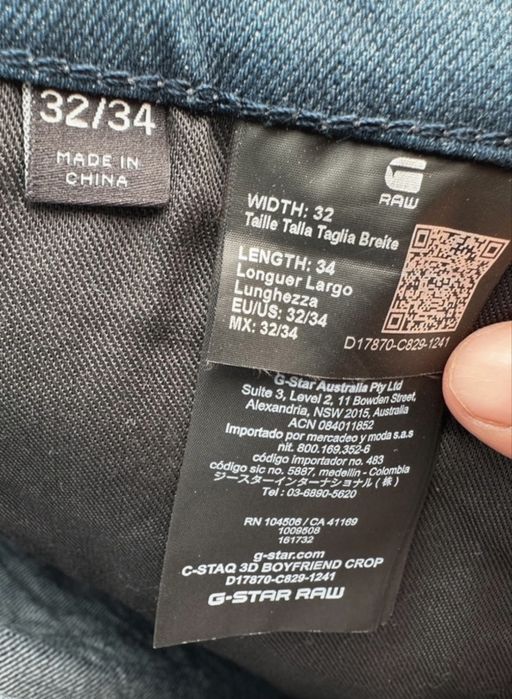 32/34
MADE IN
CHINA
RAW
WIDTH: 32
Taille Talla Taglia Breite
LENGTH: 34
Longuer Largo
Lunghezza
EU/US: 32/34
MX: 32/34
D17870-C829-1241
G-Star Australia Pty Ltd
Suite 3, Level 2, 11 Bowden Street,
Alexandria, NSW 2015, Australia
ACN 084011852
Importado por mercadeo y moda s.a.s
nit. 800.169.352-6
código importador no. 483
código sic no. 5887, medellin - Colombia
ジースターインターナショナル(株)
Tel : 03-6890-5620
RN 104506 / CA 41169
1009508
161732
g-star.com
C-STAQ 3D BOYFRIEND CROP
D17870-C829-1241
G-STAR RAW